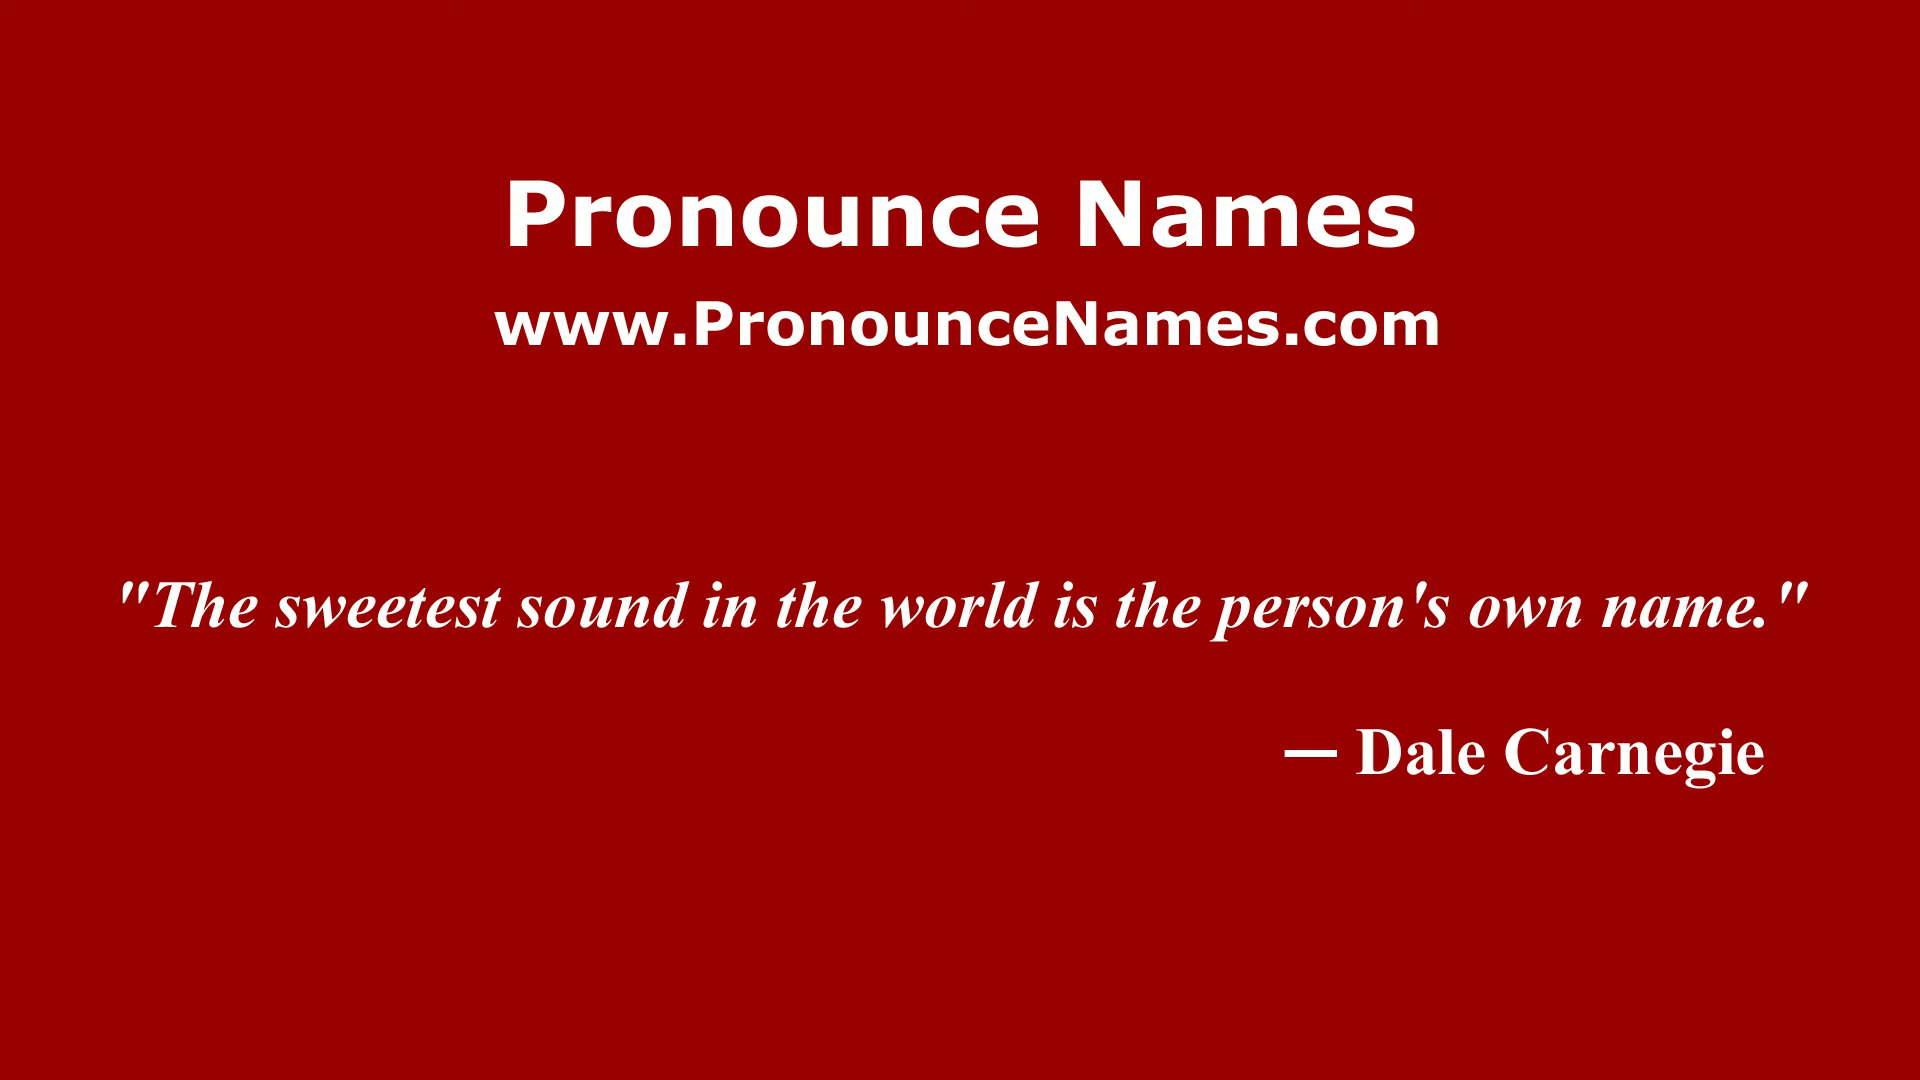 Pronounce Names
www.PronounceNames.com
"The sweetest sound in the world is the person's own name."
— Dale Carnegie